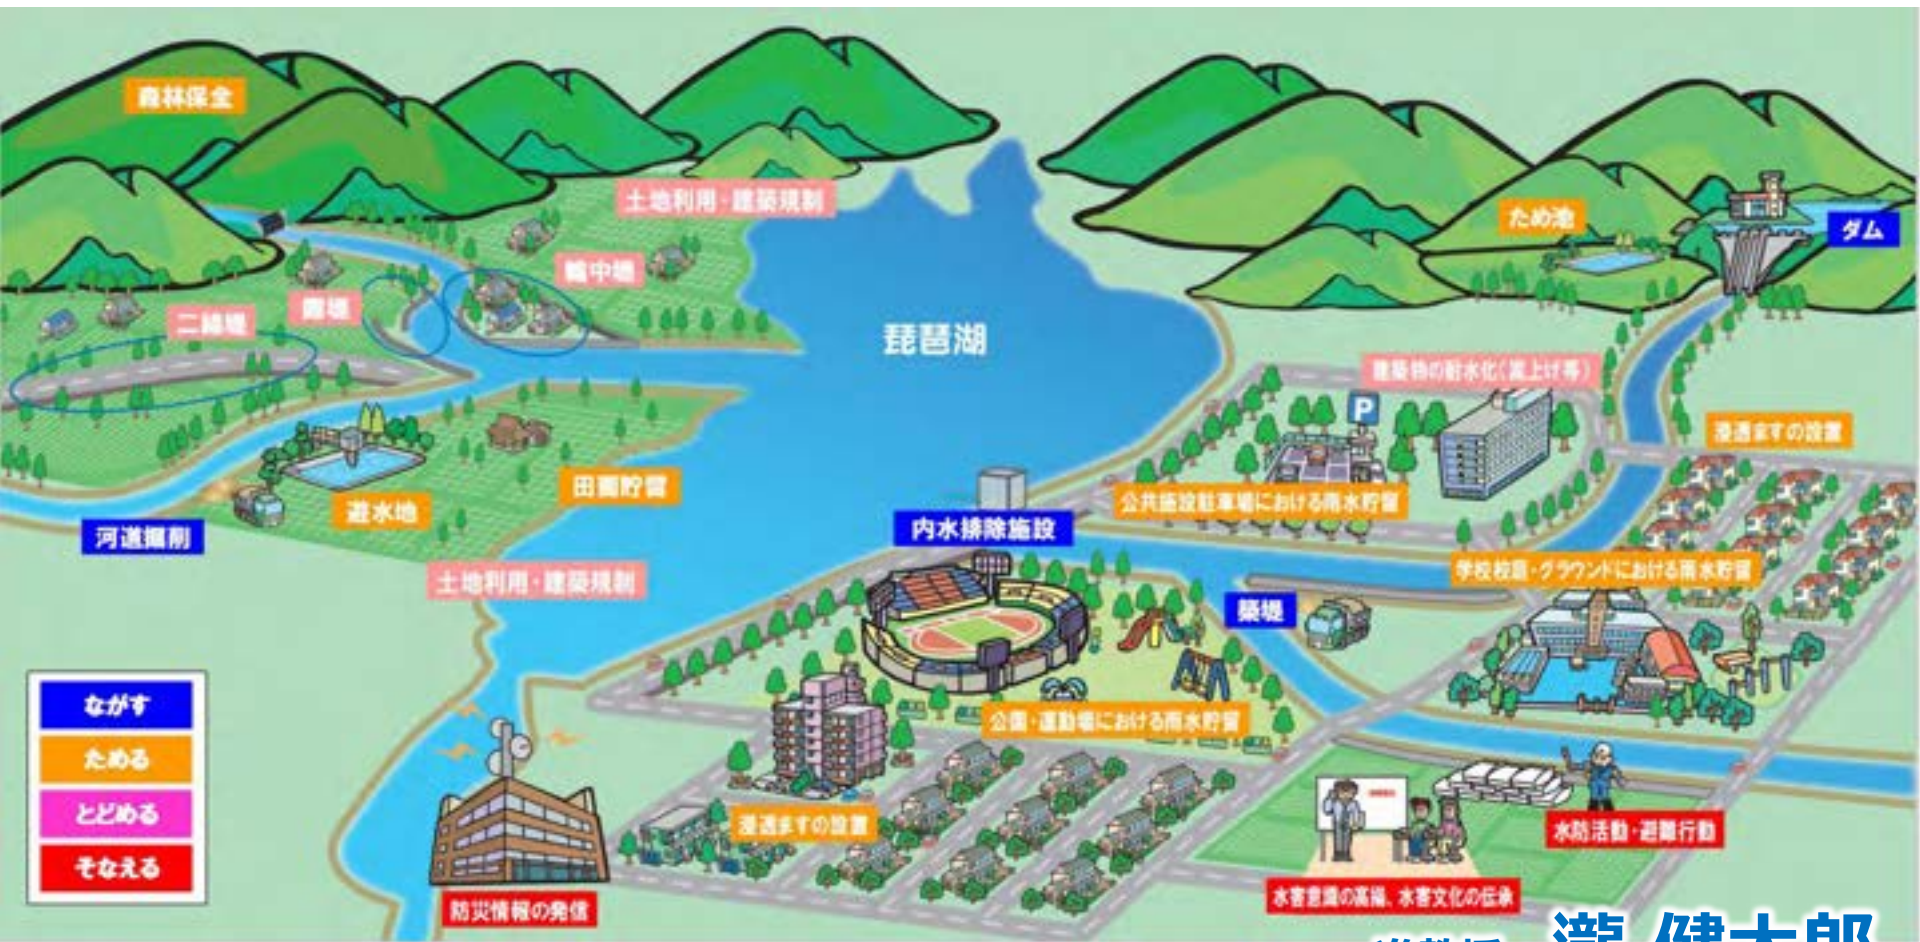 森林保全
土地利用・建築規制
輪中堤
霞堤
二線堤
琵琶湖
ため池
ダム
建築物の耐水化(嵩上げ等)
P
浸透ますの設置
田園貯留
遊水地
河道掘削
公共施設駐車場における雨水貯留
内水排除施設
土地利用・建築規制
学校校庭・グラウンドにおける雨水貯留
築堤
公園・運動場における雨水貯留
ながす
ためる
とどめる
そなえる
浸透ますの設置
水防活動・避難行動
水害意識の高揚、水害文化の伝承
防災情報の発信
瀧 健太郎